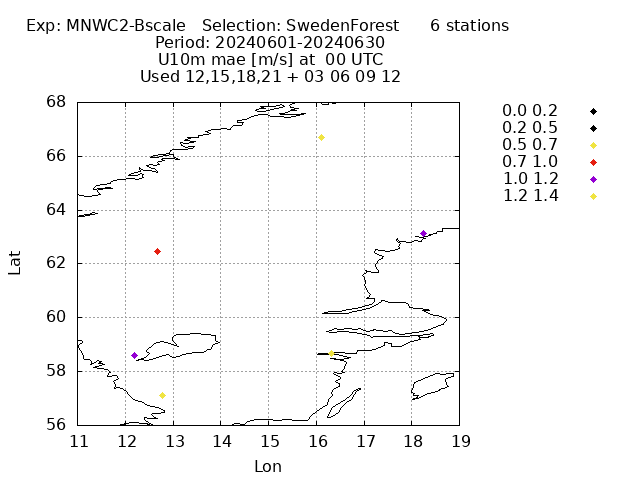 Exp: MNWC2-Bscale   Selection: SwedenForest      6 stations
Period: 20240601-20240630
U10m mae [m/s] at  00 UTC
Used 12,15,18,21 + 03 06 09 12
68
66
64
62
60
58
56
Lat
11 12 13 14 15 16 17 18 19
Lon
0.0 0.2
0.2 0.5
0.5 0.7
0.7 1.0
1.0 1.2
1.2 1.4